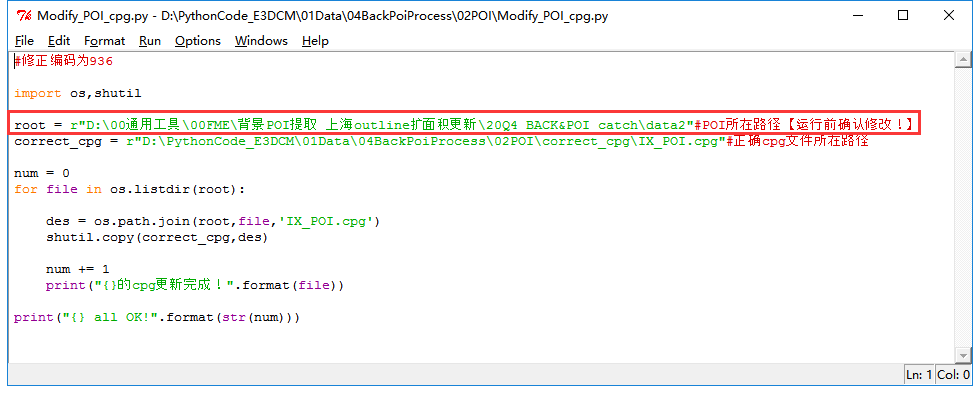 Modify_POI_cpg.py - D:\PythonCode_E3DCM\01Data\04BackPoiProcess\02POI\Modify_POI_cpg.py
File Edit Format Run Options Windows Help
#修正编码为936
import os,shutil
root = r"D:\00通用工具\00FME\背景POI提取 上海outline扩面积更新\20Q4 BACK&POI catch\data2"#POI所在路径【运行前确认修改！】
correct_cpg = r"D:\PythonCode_E3DCM\01Data\04BackPoiProcess\02POI\correct_cpg\IX_POI.cpg"#正确cpg文件所在路径
num = 0
for file in os.listdir(root):
des = os.path.join(root,file,'IX_POI.cpg')
shutil.copy(correct_cpg,des)
num += 1
print("{}的cpg更新完成！".format(file))
print("{} all OK!".format(str(num)))
Ln: 1 Col: 0